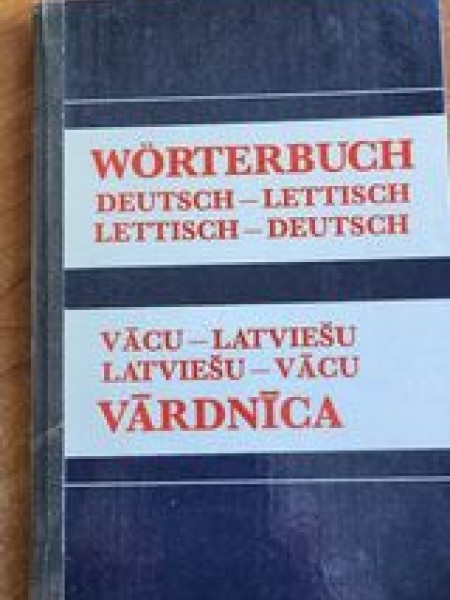 WÖRTERBUCH
DEUTSCH – LETTISCH
LETTISCH – DEUTSCH
VĀCU – LATVIEŠU
LATVIEŠU – VĀCU
VĀRDNĪCA